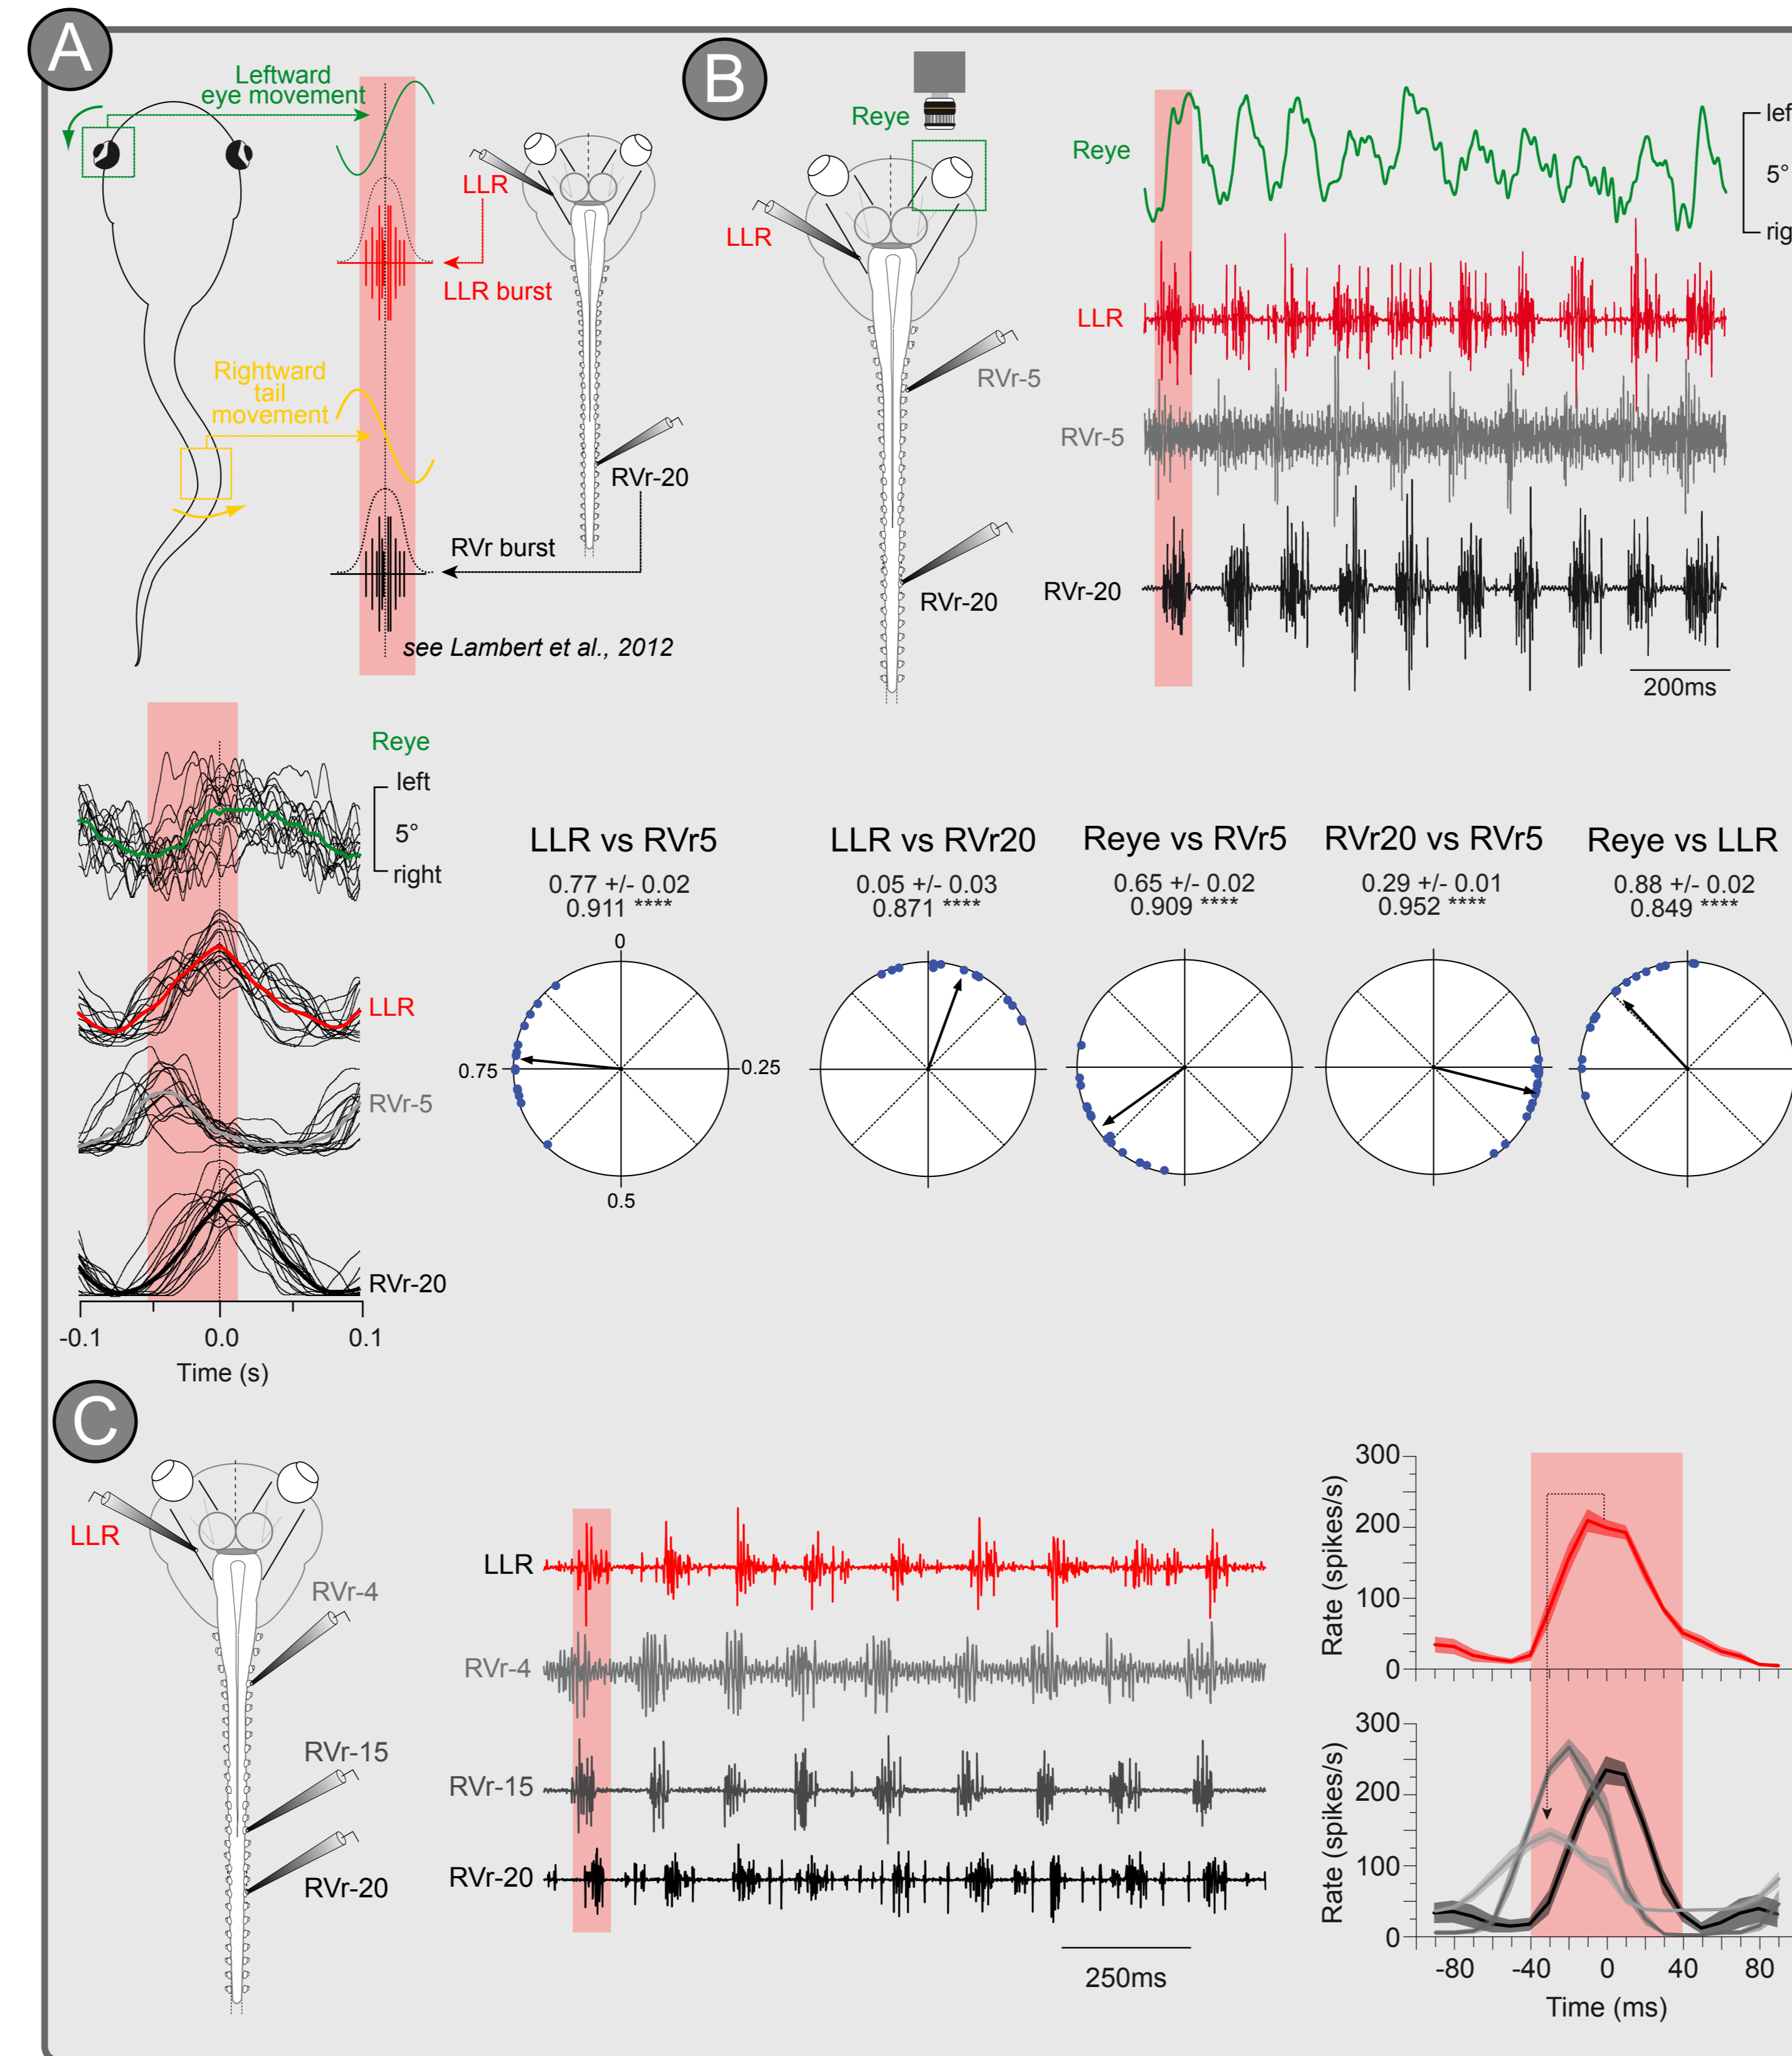 A
Leftward
eye movement
LLR
LLR burst
Rightward
tail
movement
RVr-20
RVr burst
see Lambert et al., 2012
B
Reye
LLR
RVr-5
RVr-20
Reye
5°
LLR
RVr-5
RVr-20
200ms
Reye
left
5°
right
LLR
RVr-5
RVr-20
-0.1
0.0
0.1
Time (s)
LLR vs RVr5
0.77 +/- 0.02
0.911 ****
0
0.75
0.25
0.5
LLR vs RVr20
0.05 +/- 0.03
0.871 ****
Reye vs RVr5
0.65 +/- 0.02
0.909 ****
RVr20 vs RVr5
0.29 +/- 0.01
0.952 ****
Reye vs LLR
0.88 +/- 0.02
0.849 ****
C
LLR
RVr-4
RVr-15
RVr-20
LLR
RVr-4
RVr-15
RVr-20
250ms
Rate (spikes/s)
300
200
100
0
Rate (spikes/s)
300
200
100
0
-80
-40
0
40
80
Time (ms)